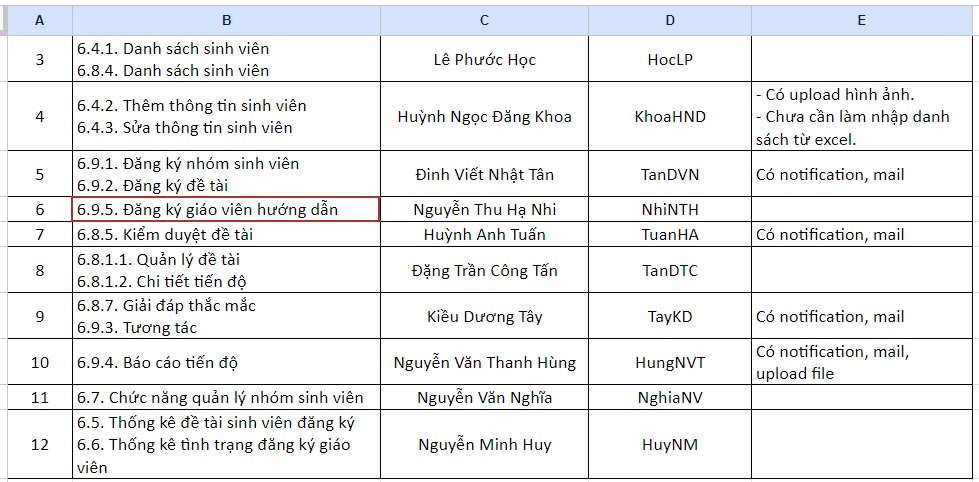 A B C D E
3
6.4.1. Danh sách sinh viên
6.8.4. Danh sách sinh viên
Lê Phước Học
HocLP
4
6.4.2. Thêm thông tin sinh viên
6.4.3. Sửa thông tin sinh viên
Huỳnh Ngọc Đăng Khoa
KhoaHND
- Có upload hình ảnh.
- Chưa cần làm nhập danh
sách từ excel.
5
6.9.1. Đăng ký nhóm sinh viên
6.9.2. Đăng ký đề tài
Đinh Viết Nhật Tân
TanDVN
Có notification, mail
6
6.9.5. Đăng ký giáo viên hướng dẫn
Nguyễn Thu Hạ Nhi
NhiNTH
7
6.8.5. Kiểm duyệt đề tài
Huỳnh Anh Tuấn
TuanHA
Có notification, mail
8
6.8.1.1. Quản lý đề tài
6.8.1.2. Chi tiết tiến độ
Đặng Trần Công Tấn
TanDTC
9
6.8.7. Giải đáp thắc mắc
6.9.3. Tương tác
Kiều Dương Tây
TayKD
Có notification, mail
10
6.9.4. Báo cáo tiến độ
Nguyễn Văn Thanh Hùng
HungNVT
Có notification, mail,
upload file
11
6.7. Chức năng quản lý nhóm sinh viên
Nguyễn Văn Nghĩa
NghiaNV
12
6.5. Thống kê đề tài sinh viên đăng ký
6.6. Thống kê tình trạng đăng ký giáo
viên
Nguyễn Minh Huy
HuyNM